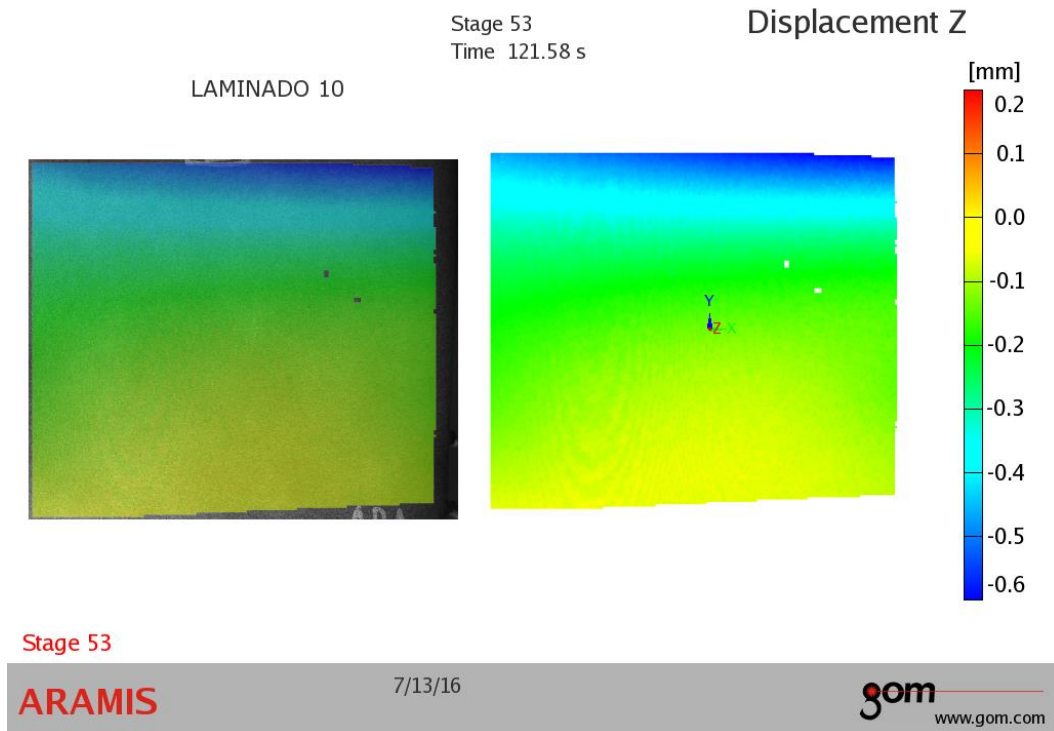 Stage 53
Time 121.58 s
Displacement Z
LAMINADO 10
[mm]
0.2
0.1
0.0
-0.1
-0.2
-0.3
-0.4
-0.5
-0.6
Y
Z
X
Stage 53
ARAMIS
7/13/16
gom
www.gom.com